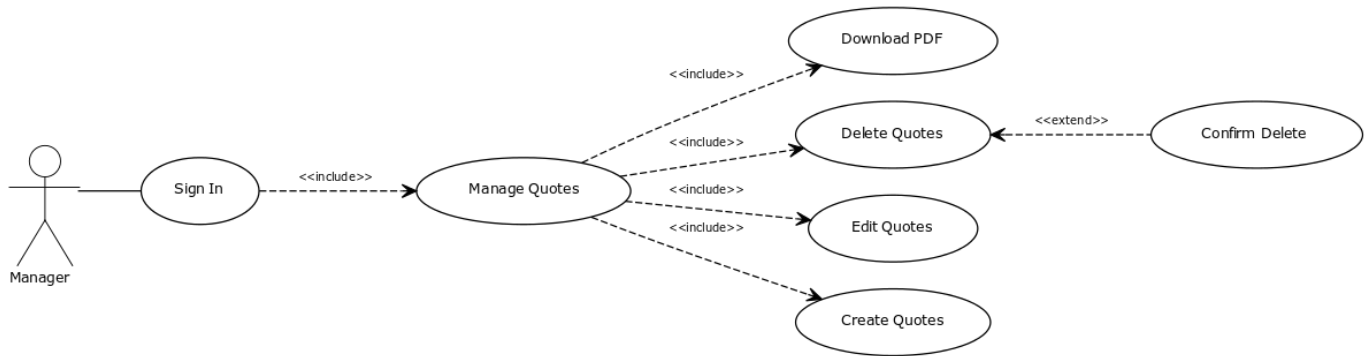 Download PDF
<<include>>
Delete Quotes
<<extend>>
Confirm Delete
<<include>>
Manager
Sign In
<<include>>
Manage Quotes
<<include>>
Edit Quotes
<<include>>
Create Quotes